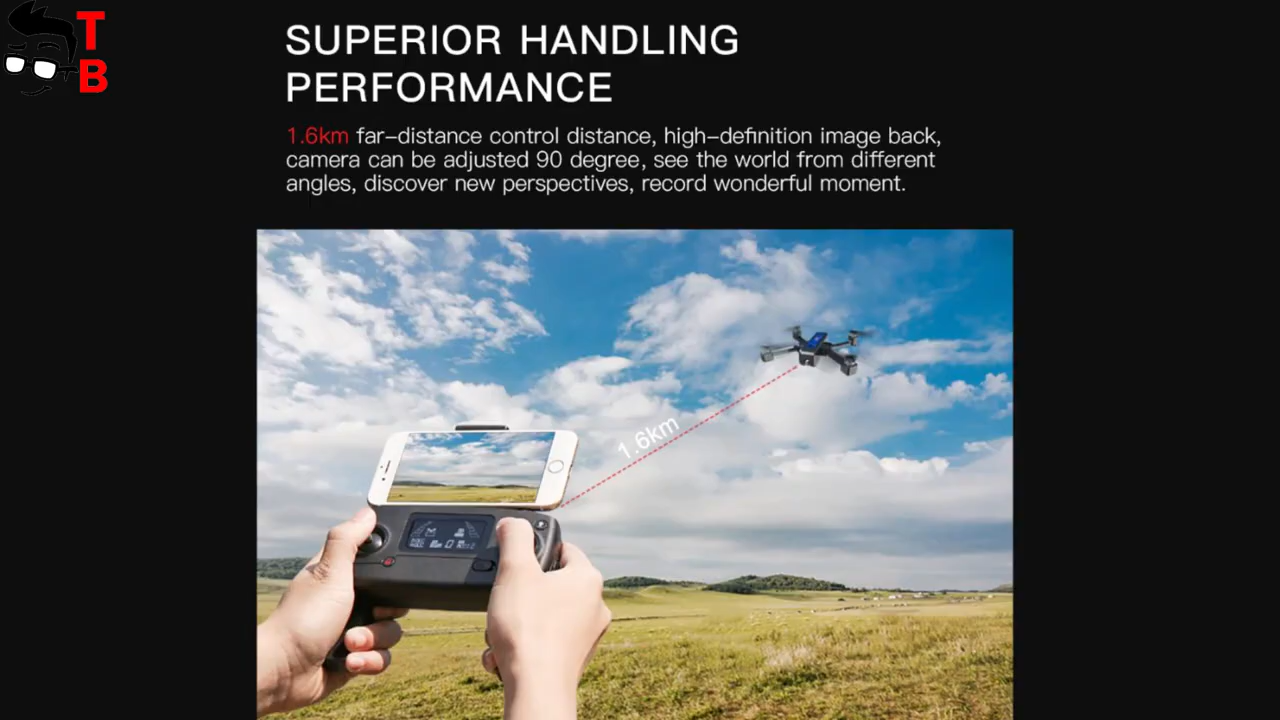 TB
SUPERIOR HANDLING
PERFORMANCE
1.6km far-distance control distance, high-definition image back,
camera can be adjusted 90 degree, see the world from different
angles, discover new perspectives, record wonderful moment.
1.6km